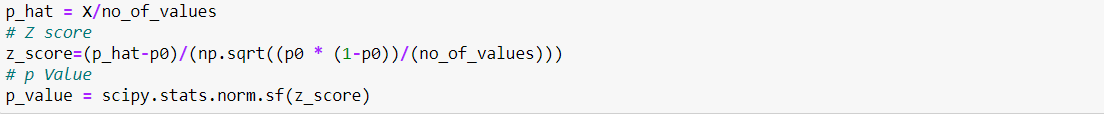 p_hat = X/no_of_values
# Z score
z_score=(p_hat-p0)/(np.sqrt((p0 * (1-p0))/(no_of_values)))
# p Value
p_value = scipy.stats.norm.sf(z_score)